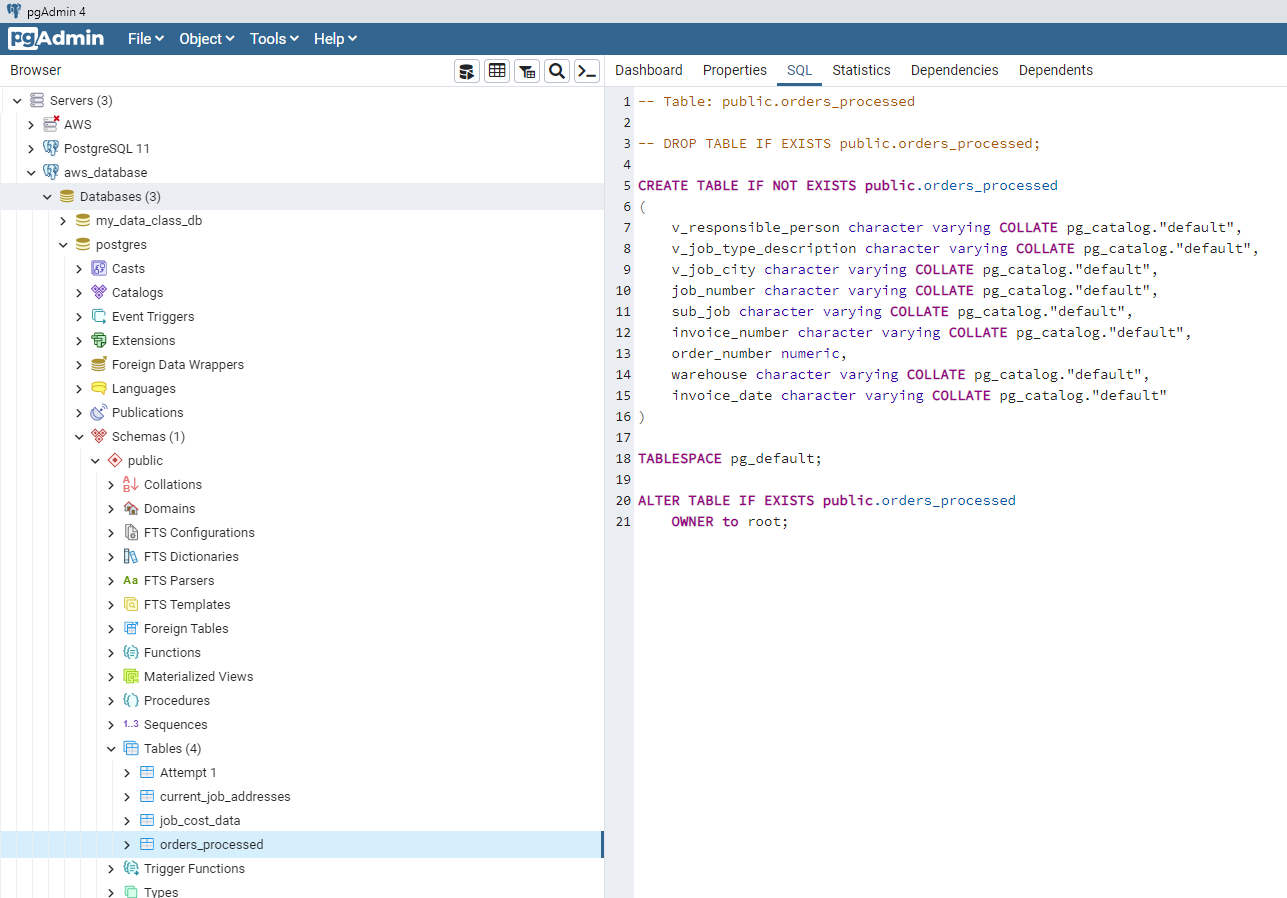 pgAdmin 4
pgAdmin File Object Tools Help
Browser
Dashboard Properties SQL Statistics Dependencies Dependents
Servers (3)
AWS
PostgreSQL 11
aws_database
Databases (3)
my_data_class_db
postgres
Casts
Catalogs
Event Triggers
Extensions
Foreign Data Wrappers
Languages
Publications
Schemas (1)
public
Collations
Domains
FTS Configurations
FTS Dictionaries
Aa FTS Parsers
FTS Templates
Foreign Tables
Functions
Materialized Views
Procedures
1..3 Sequences
Tables (4)
Attempt 1
current_job_addresses
job_cost_data
orders_processed
Trigger Functions
Types
1 -- Table: public.orders_processed
2
3 -- DROP TABLE IF EXISTS public.orders_processed;
4
5 CREATE TABLE IF NOT EXISTS public.orders_processed
6 (
7 v_responsible_person character varying COLLATE pg_catalog."default",
8 v_job_type_description character varying COLLATE pg_catalog."default",
9 v_job_city character varying COLLATE pg_catalog."default",
10 job_number character varying COLLATE pg_catalog."default",
11 sub_job character varying COLLATE pg_catalog."default",
12 invoice_number character varying COLLATE pg_catalog."default",
13 order_number numeric,
14 warehouse character varying COLLATE pg_catalog."default",
15 invoice_date character varying COLLATE pg_catalog."default"
16 )
17
18 TABLESPACE pg_default;
19
20 ALTER TABLE IF EXISTS public.orders_processed
21 OWNER to root;